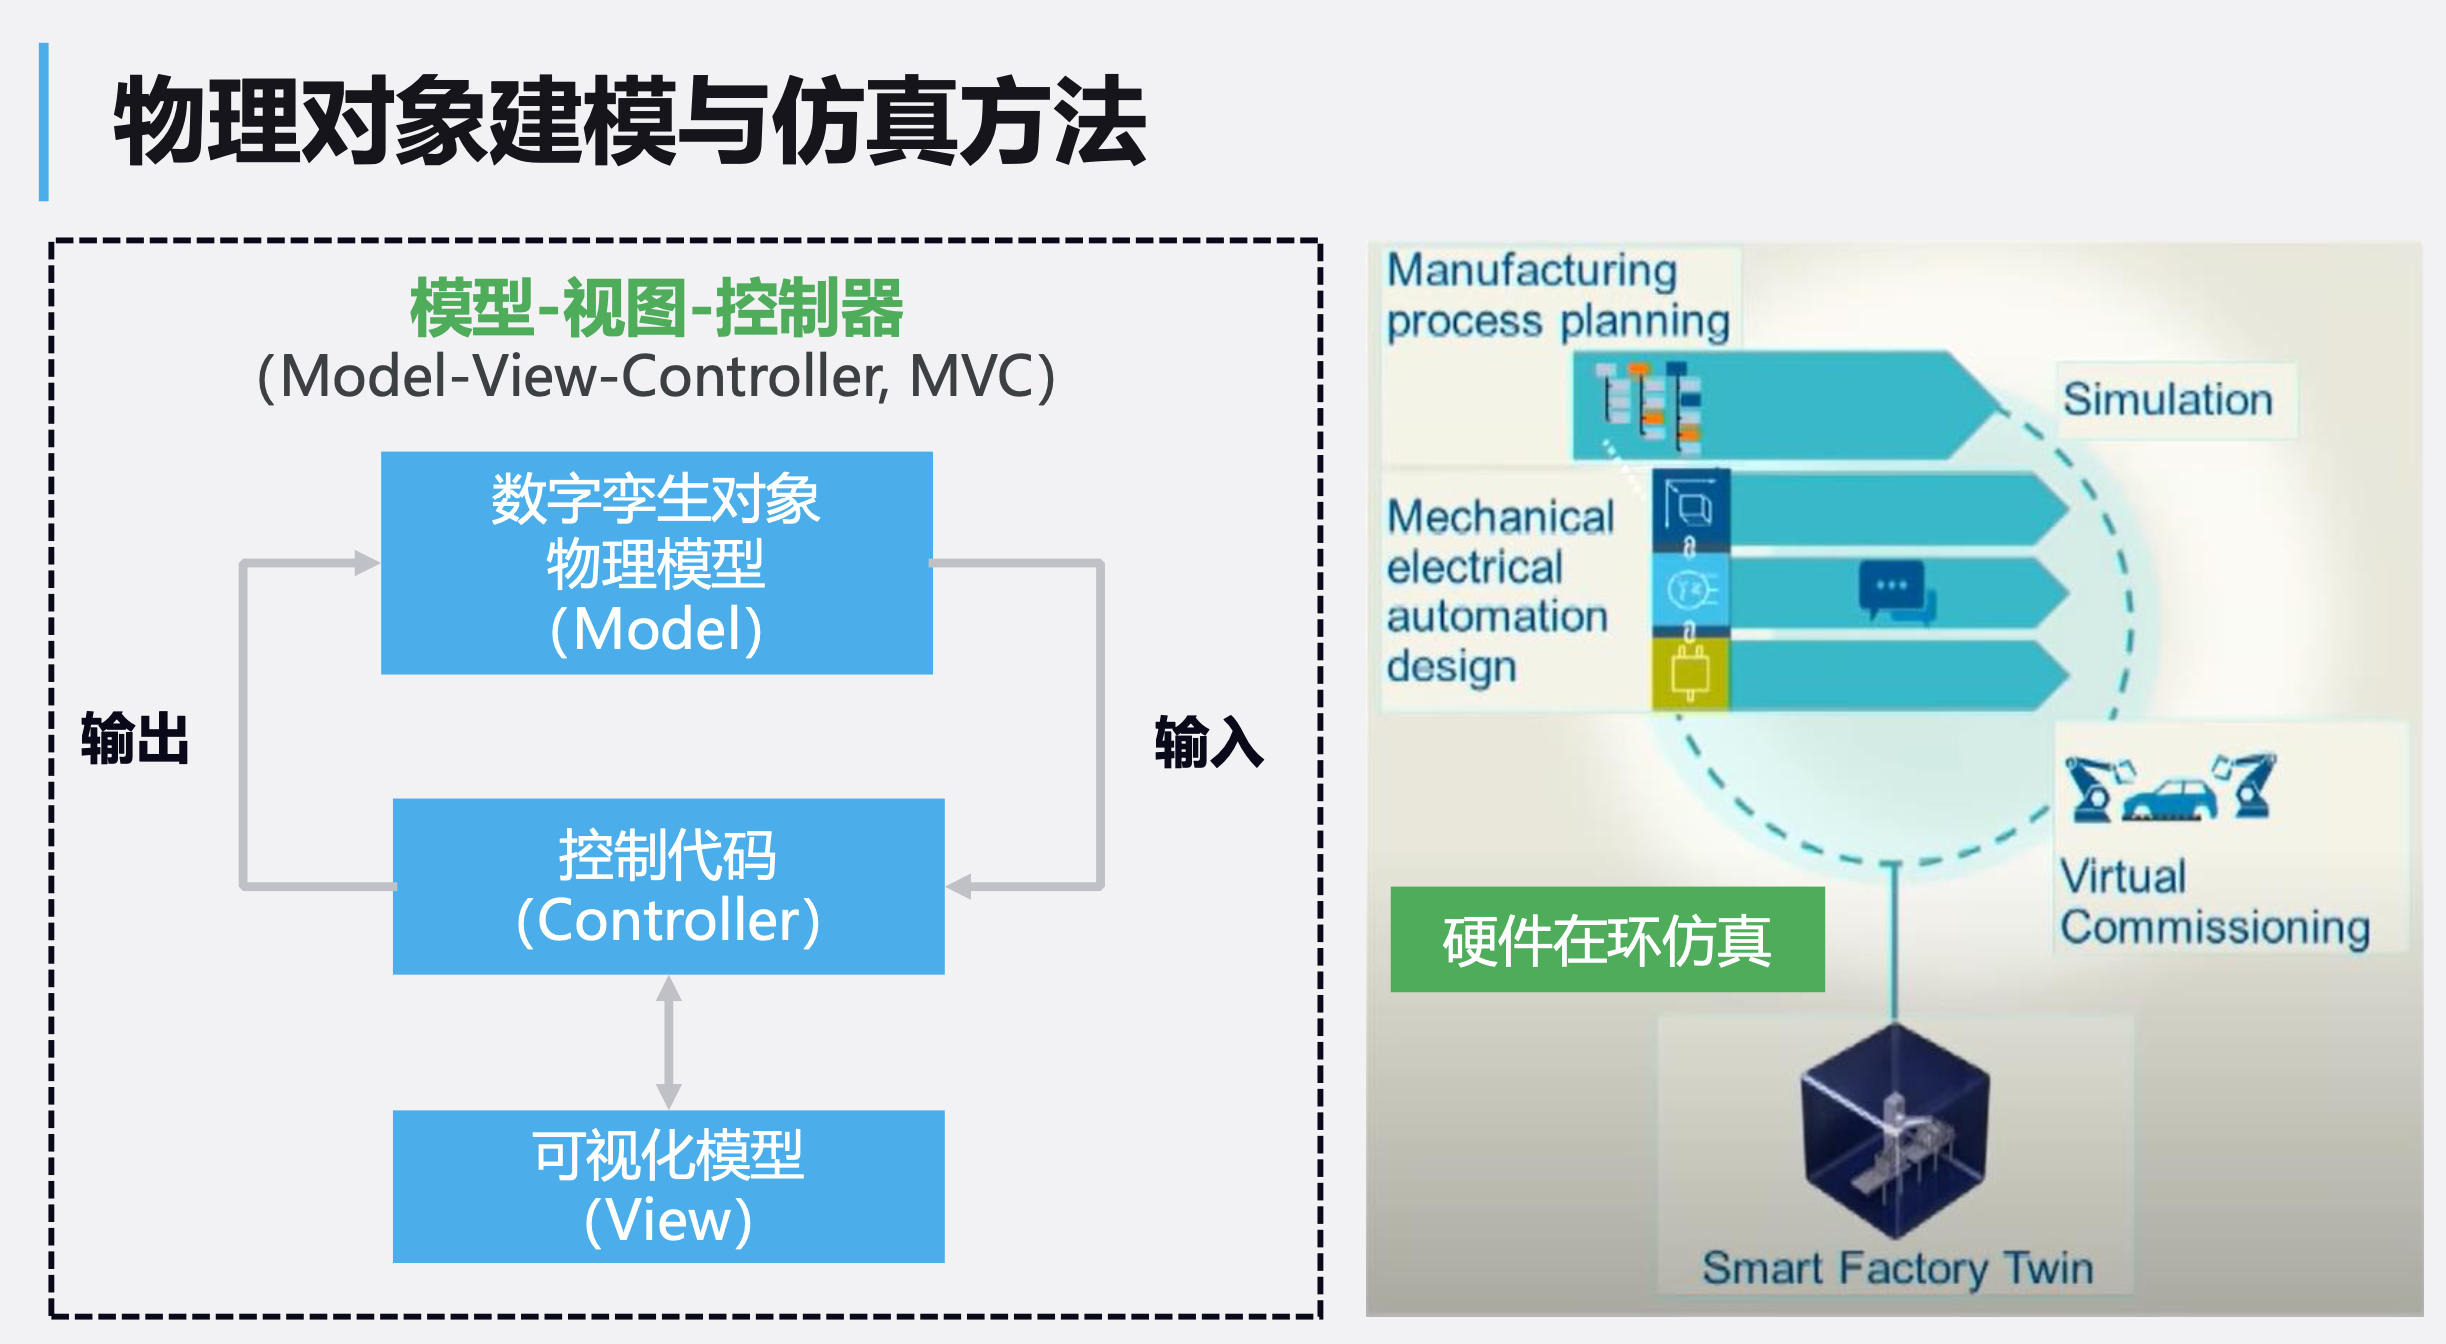 物理对象建模与仿真方法
模型-视图-控制器
(Model-View-Controller, MVC)
数字孪生对象
物理模型
(Model)
输出
输入
控制代码
(Controller)
可视化模型
(View)
Manufacturing
process planning
Simulation
Mechanical
electrical
automation
design
Virtual
Commissioning
硬件在环仿真
Smart Factory Twin